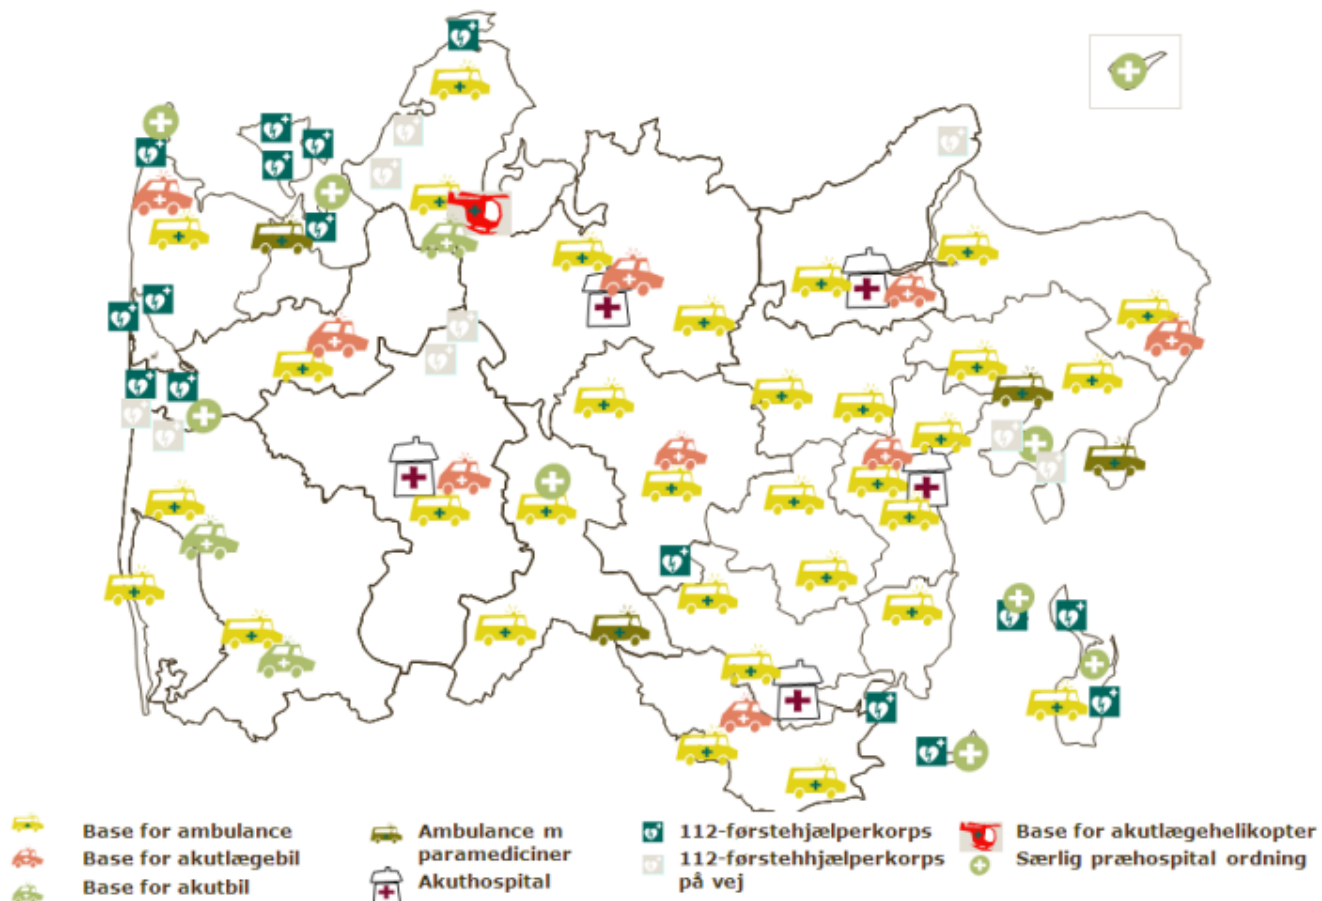 Base for ambulance
Base for akutlægebil
Base for akutbil
Ambulance m
paramediciner
Akuthospital
112-førstehjælperkorps
112-førstehhjælperkorps
på vej
Base for akutlægehelikopter
Særlig præhospital ordning